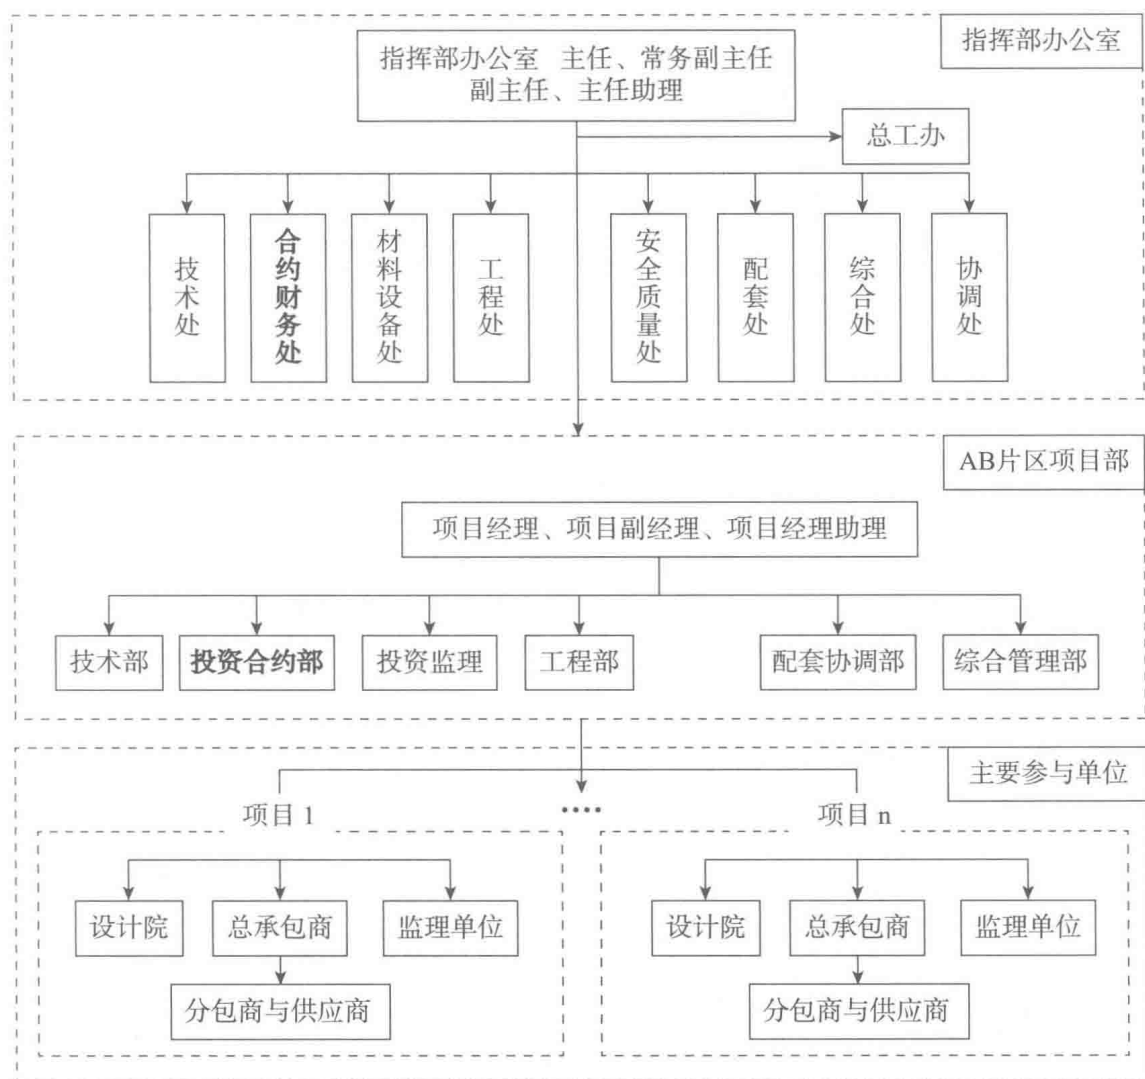 指挥部办公室
指挥部办公室 主任、常务副主任
副主任、主任助理
总工办
技术处
合约财务处
材料设备处
工程处
安全质量处
配套处
综合处
协调处
AB片区项目部
项目经理、项目副经理、项目经理助理
技术部
投资合约部
投资监理
工程部
配套协调部
综合管理部
主要参与单位
项目 1
····
项目 n
设计院
总承包商
监理单位
设计院
总承包商
监理单位
分包商与供应商
分包商与供应商